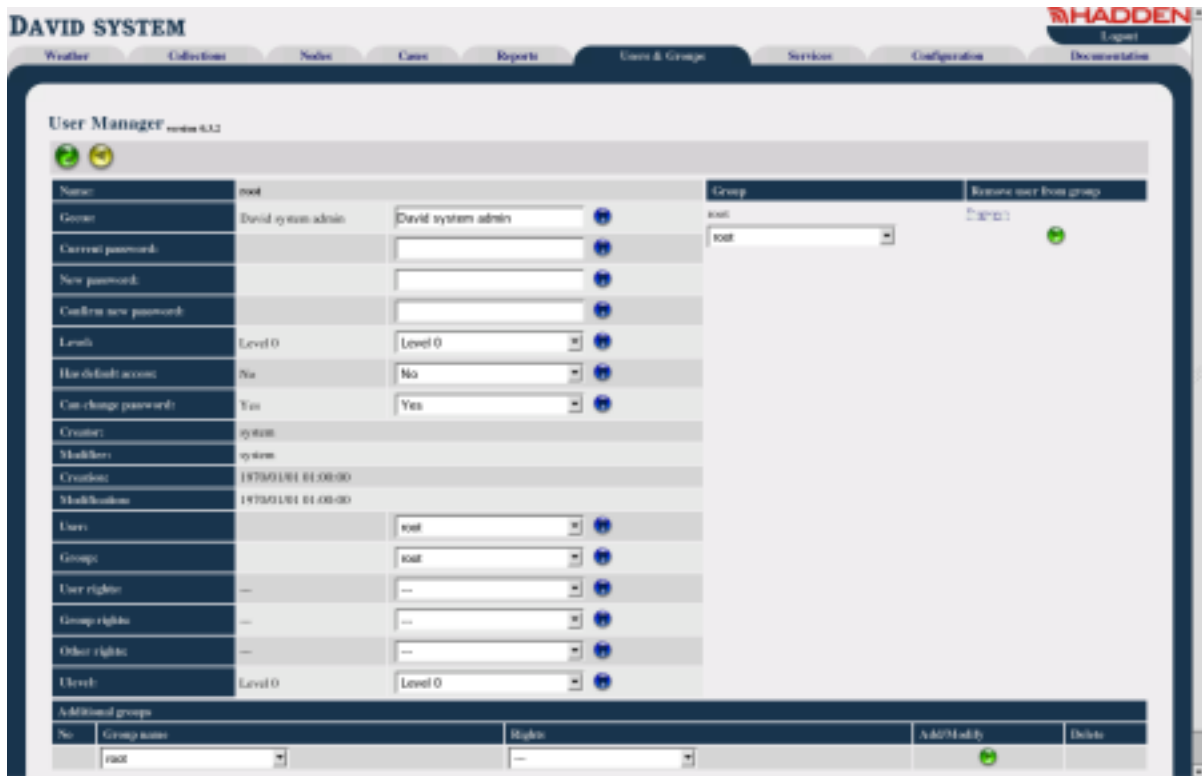 DAVID SYSTEM
HADDEN
Logout
Weather Collections Nodes Cases Reports Users & Groups Services Configuration Documentation
User Manager version 0.3.2
Name: root Group Remove user from group
Gecos: David system admin David system admin root
root
Current password:
New password:
Confirm new password:
Level: Level 0 Level 0
Has default access: No No
Can change password: Yes Yes
Creator: system
Modifier: system
Creation: 1970/01/01 01:00:00
Modification: 1970/01/01 01:00:00
User: root
Group: root
User rights: --- ---
Group rights: --- ---
Other rights: --- ---
Ulevel: Level 0 Level 0
Additional groups
No Group name Rights Add/Modify Delete
root ---